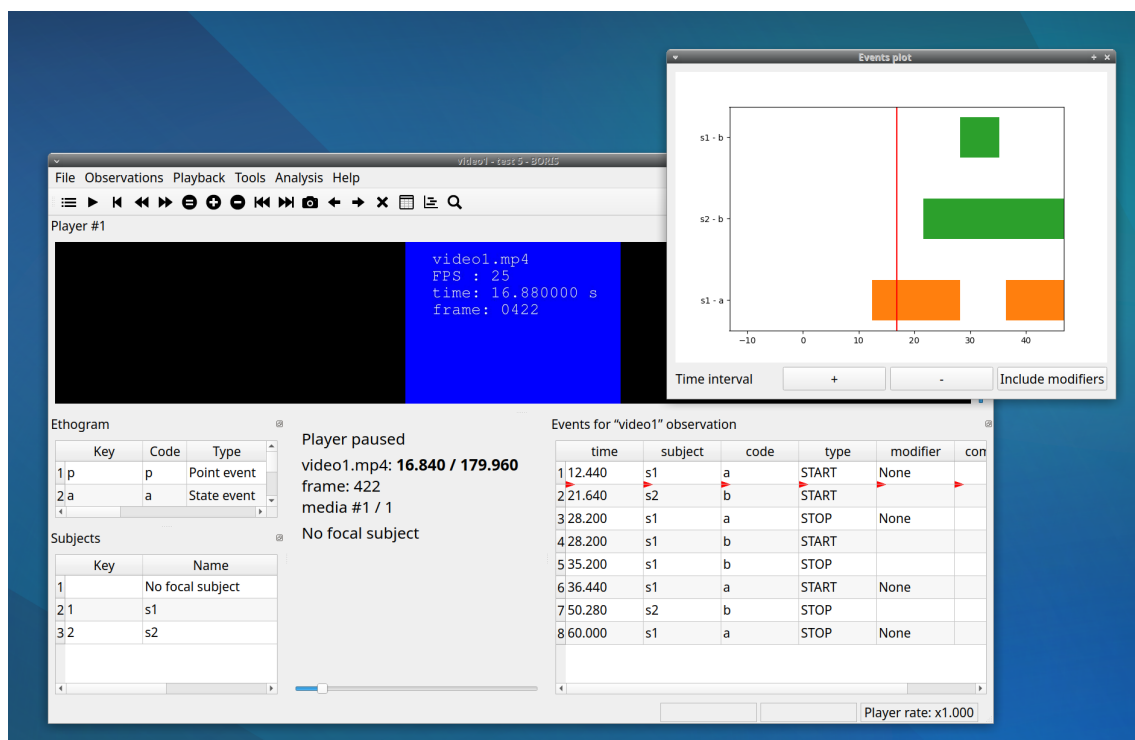 Events plot
s1 - b
s2 - b
s1 - a
−10 0 10 20 30 40
Time interval + - Include modifiers
video1 - test 5 - BORIS
File Observations Playback Tools Analysis Help
Player #1
video1.mp4
FPS : 25
time: 16.880000 s
frame: 0422
Ethogram
Key Code Type
1 p p Point event
2 a a State event
Subjects
Key Name
1 No focal subject
2 1 s1
3 2 s2
Player paused
video1.mp4: 16.840 / 179.960
frame: 422
media #1 / 1
No focal subject
Events for “video1” observation
time subject code type modifier com
1 12.440 s1 a START None
2 21.640 s2 b START
3 28.200 s1 a STOP None
4 28.200 s1 b START
5 35.200 s1 b STOP
6 36.440 s1 a START None
7 50.280 s2 b STOP
8 60.000 s1 a STOP None
Player rate: x1.000